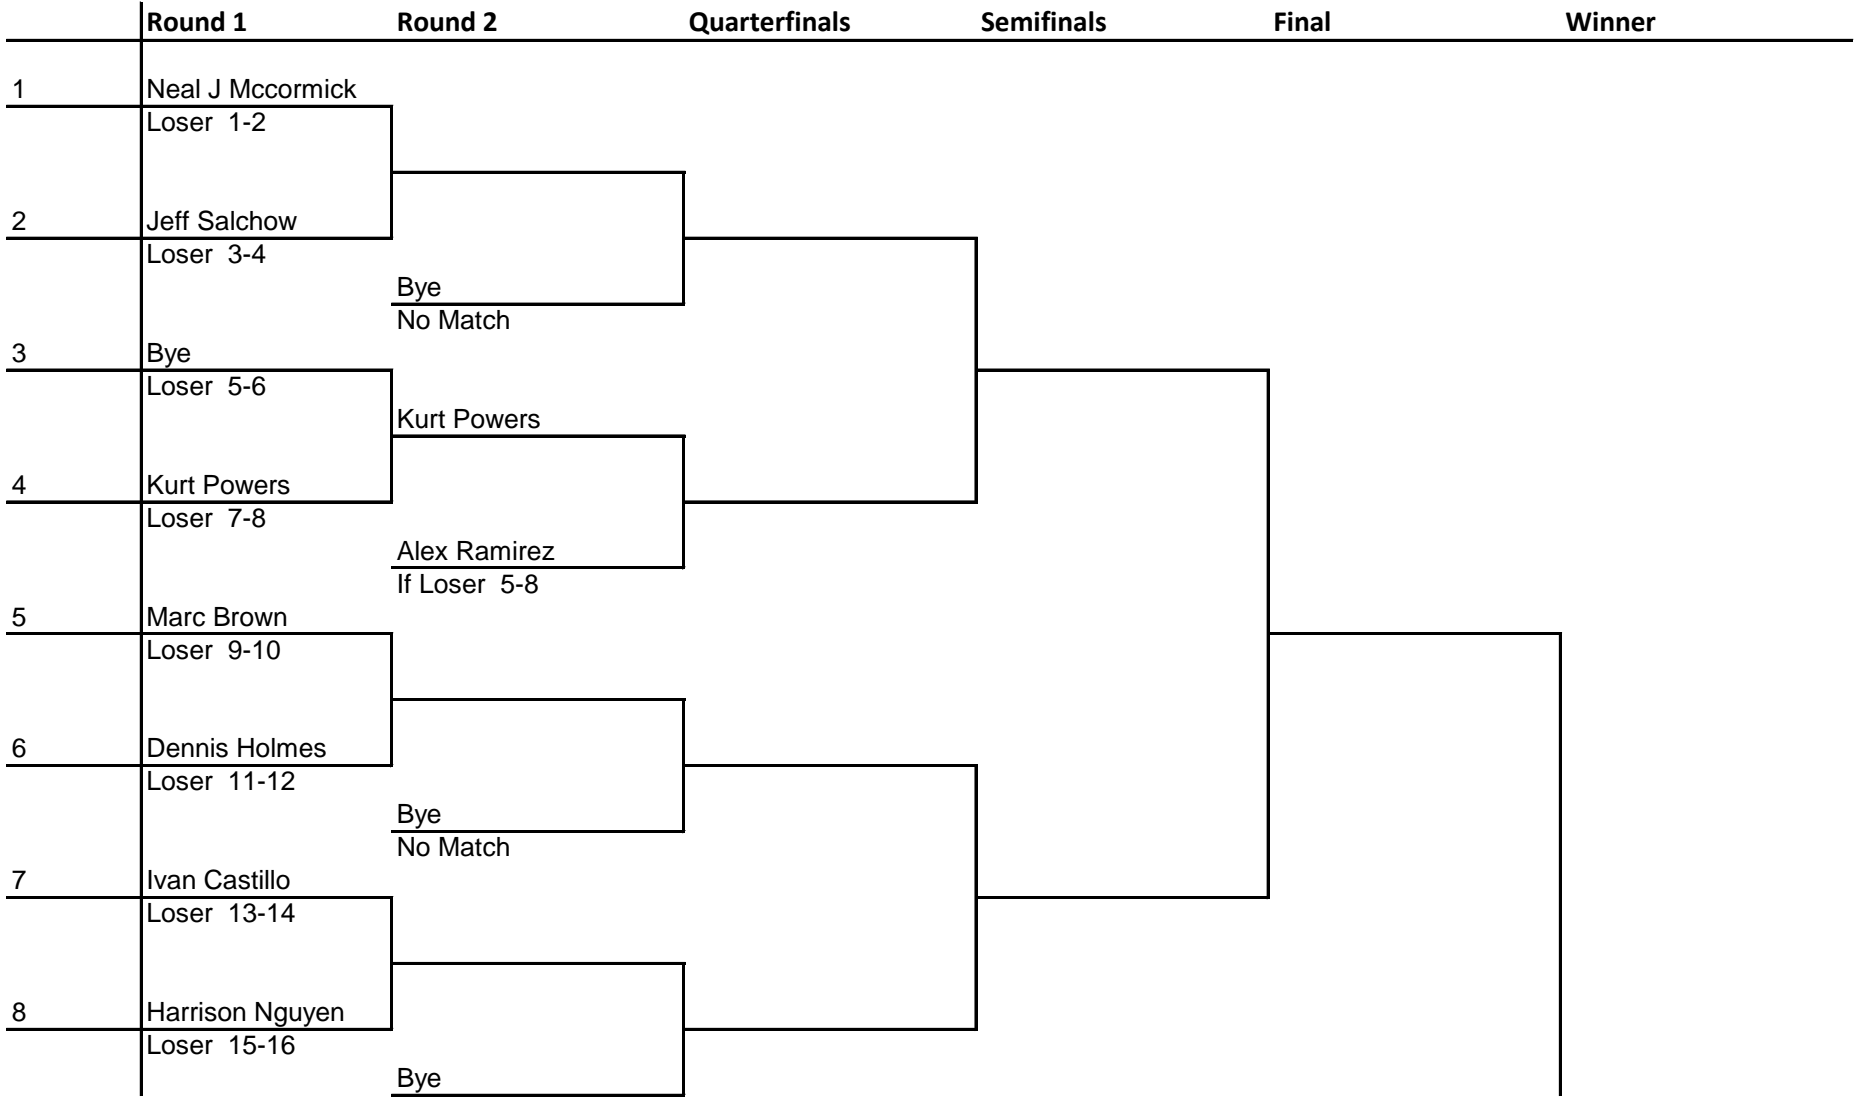 Round 1 Round 2 Quarterfinals Semifinals Final Winner
1 Neal J Mccormick
Loser 1-2
2 Jeff Salchow
Loser 3-4
Bye
No Match
3 Bye
Loser 5-6
Kurt Powers
4 Kurt Powers
Loser 7-8
Alex Ramirez
If Loser 5-8
5 Marc Brown
Loser 9-10
6 Dennis Holmes
Loser 11-12
Bye
No Match
7 Ivan Castillo
Loser 13-14
8 Harrison Nguyen
Loser 15-16
Bye